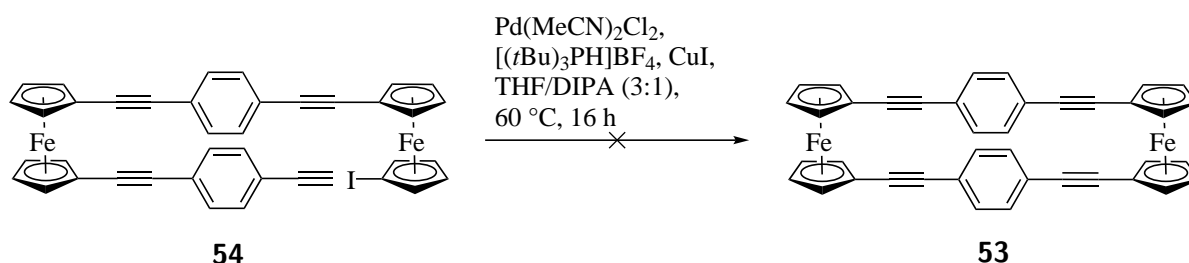 Pd(MeCN)₂Cl₂,
[(tBu)₃PH]BF₄, CuI,
THF/DIPA (3:1),
60 °C, 16 h
Fe
Fe
Fe
Fe
I
54
53